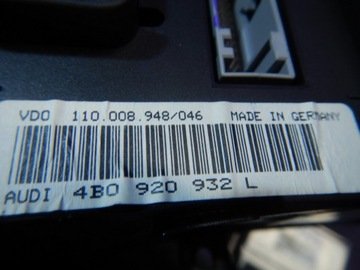 VDO 110.008.948/046 MADE IN GERMANY
AUDI 4B0 920 932 L